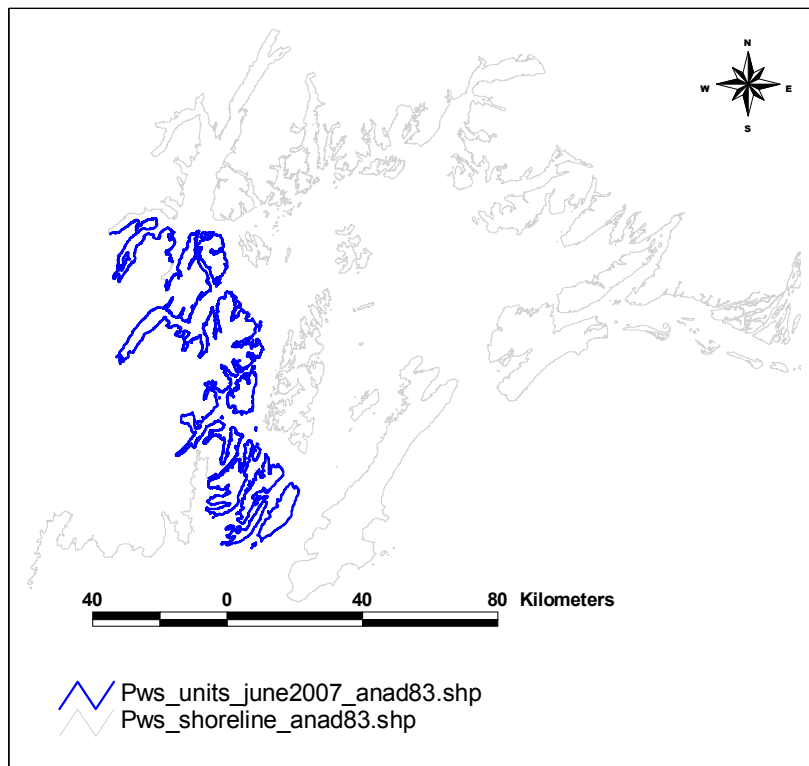 N
W E
S
40 0 40 80 Kilometers
Pws_units_june2007_anad83.shp
Pws_shoreline_anad83.shp